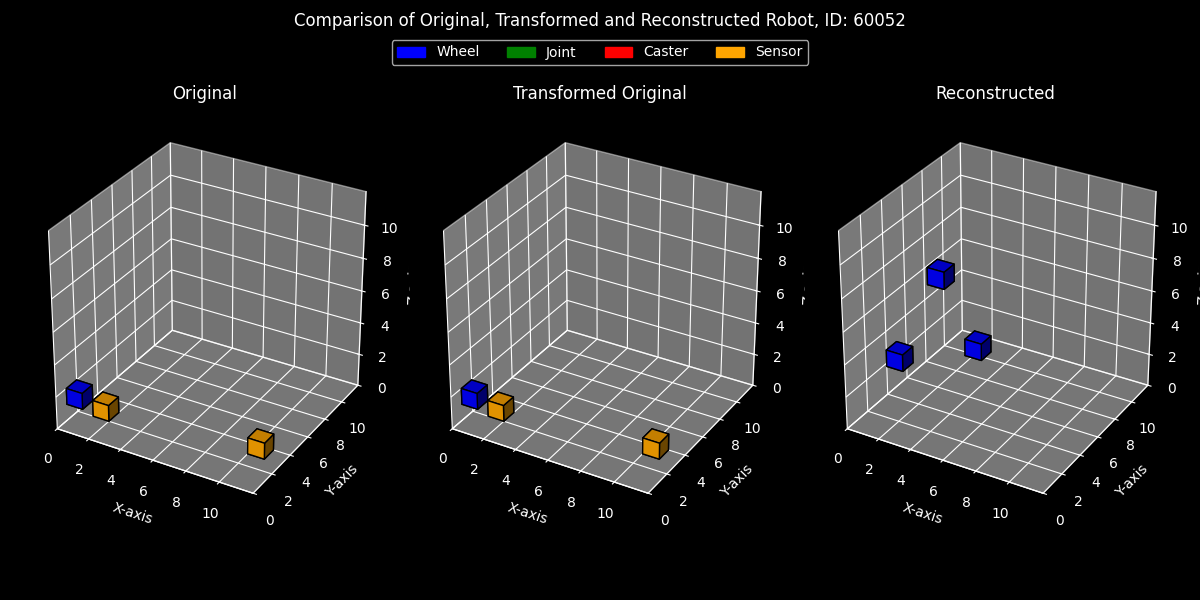 Comparison of Original, Transformed and Reconstructed Robot, ID: 60052
Wheel Joint Caster Sensor
Original Transformed Original Reconstructed
10 10 10
8 8 8
6 6 6
4 4 4
2 2 2
0 0 0
0 2 4 6 8 10 0 2 4 6 8 10 0 2 4 6 8 10
0 2 4 6 8 10 0 2 4 6 8 10 0 2 4 6 8 10
X-axis Y-axis X-axis Y-axis X-axis Y-axis